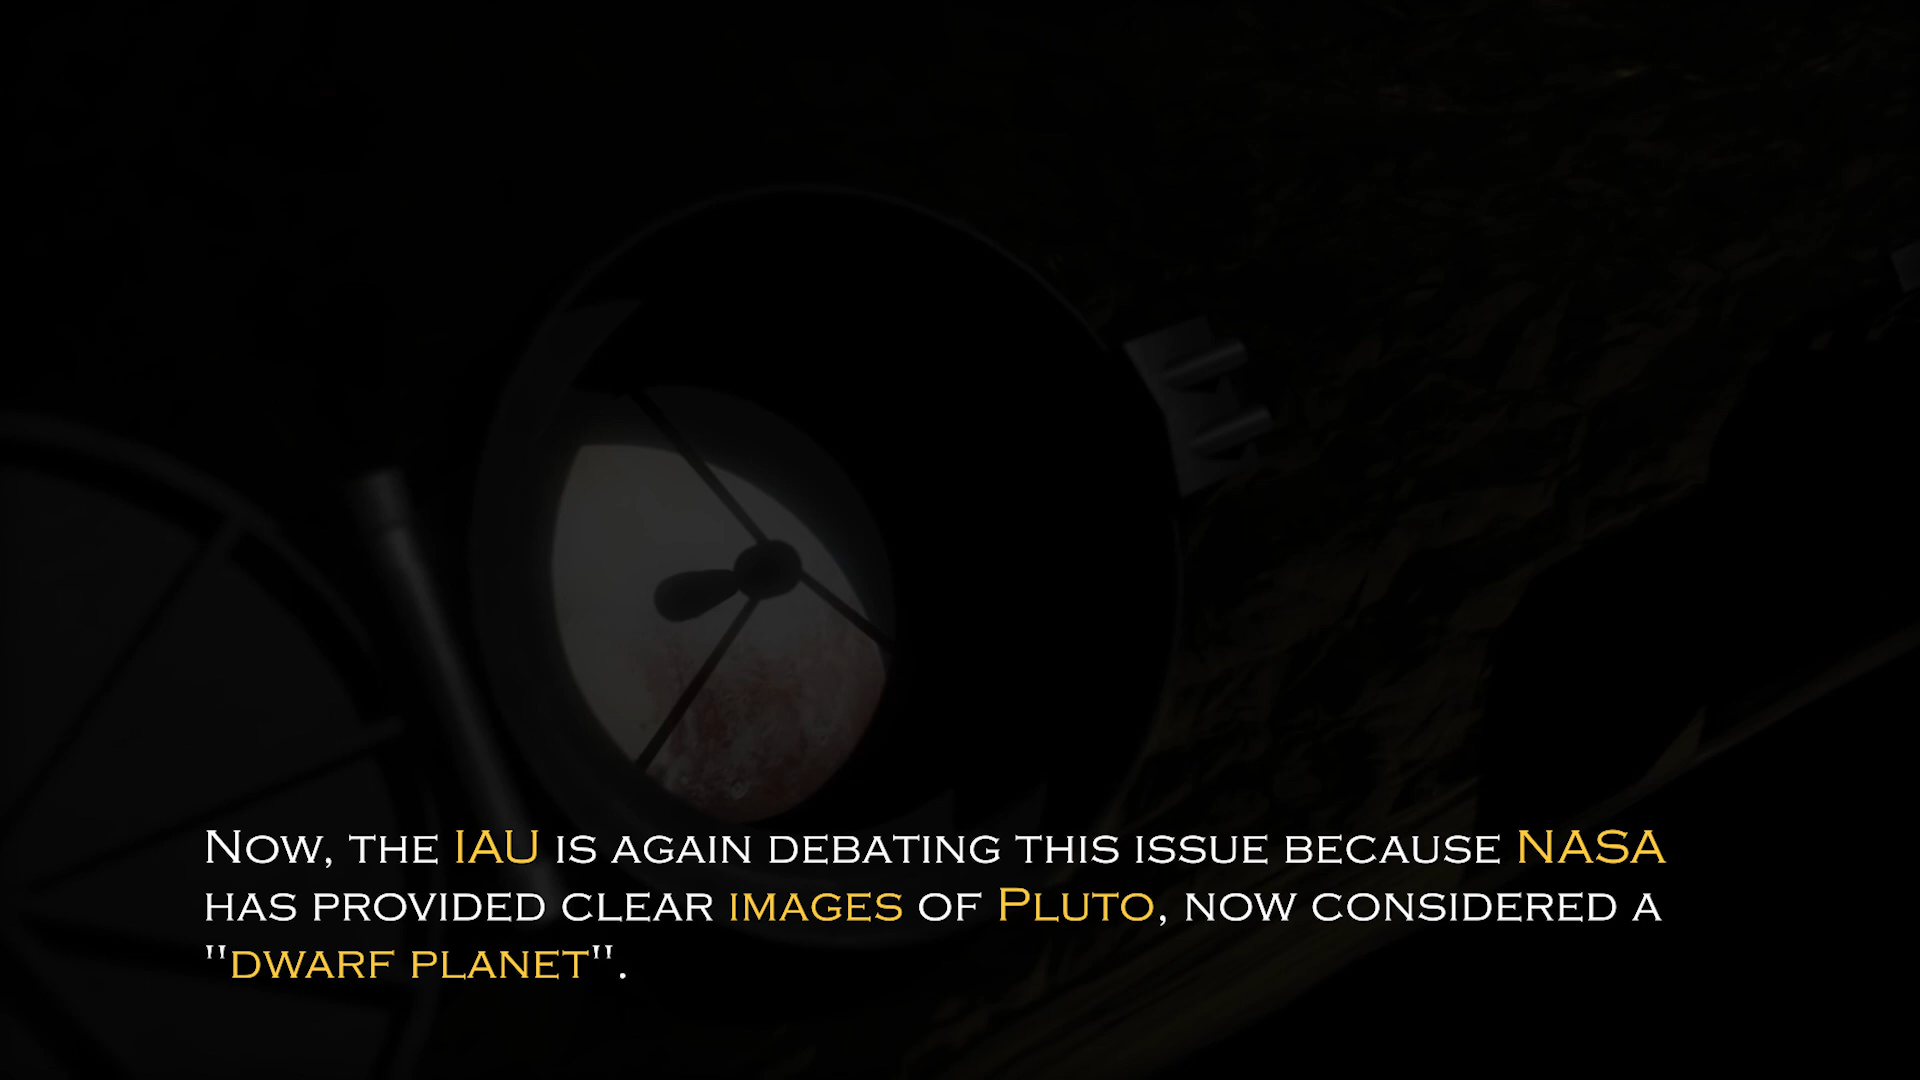 Now, the IAU is again debating this issue because NASA
has provided clear images of Pluto, now considered a
"dwarf planet".